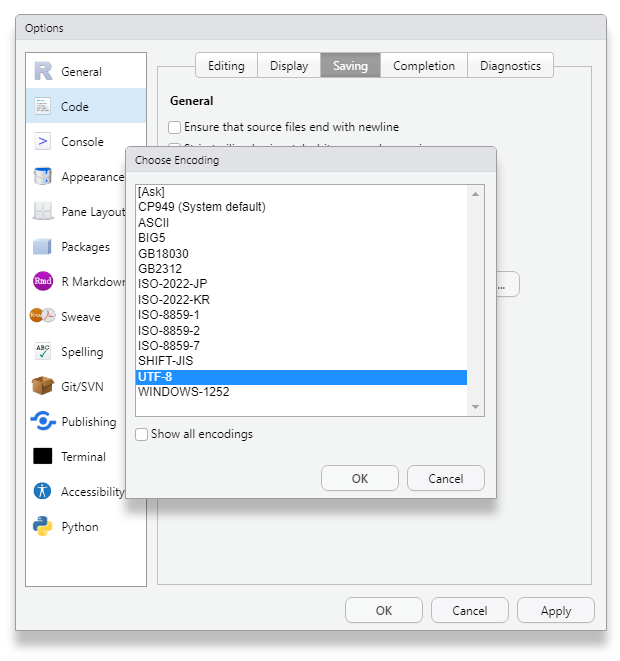 Options
General
Code
Console
Appearance
Pane Layout
Packages
R Markdown
Sweave
Spelling
Git/SVN
Publishing
Terminal
Accessibility
Python
Editing
Display
Saving
Completion
Diagnostics
General
Ensure that source files end with newline
Choose Encoding
[Ask]
CP949 (System default)
ASCII
BIG5
GB18030
GB2312
ISO-2022-JP
ISO-2022-KR
ISO-8859-1
ISO-8859-2
ISO-8859-7
SHIFT-JIS
UTF-8
WINDOWS-1252
Show all encodings
OK
Cancel
...
OK
Cancel
Apply